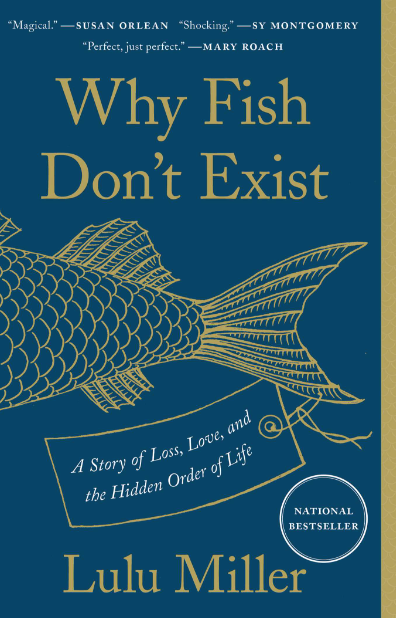 “Magical.” —SUSAN ORLEAN “Shocking.” —SY MONTGOMERY
“Perfect, just perfect.” —MARY ROACH
Why Fish
Don’t Exist
A Story of Loss, Love, and
the Hidden Order of Life
NATIONAL
BESTSELLER
Lulu Miller